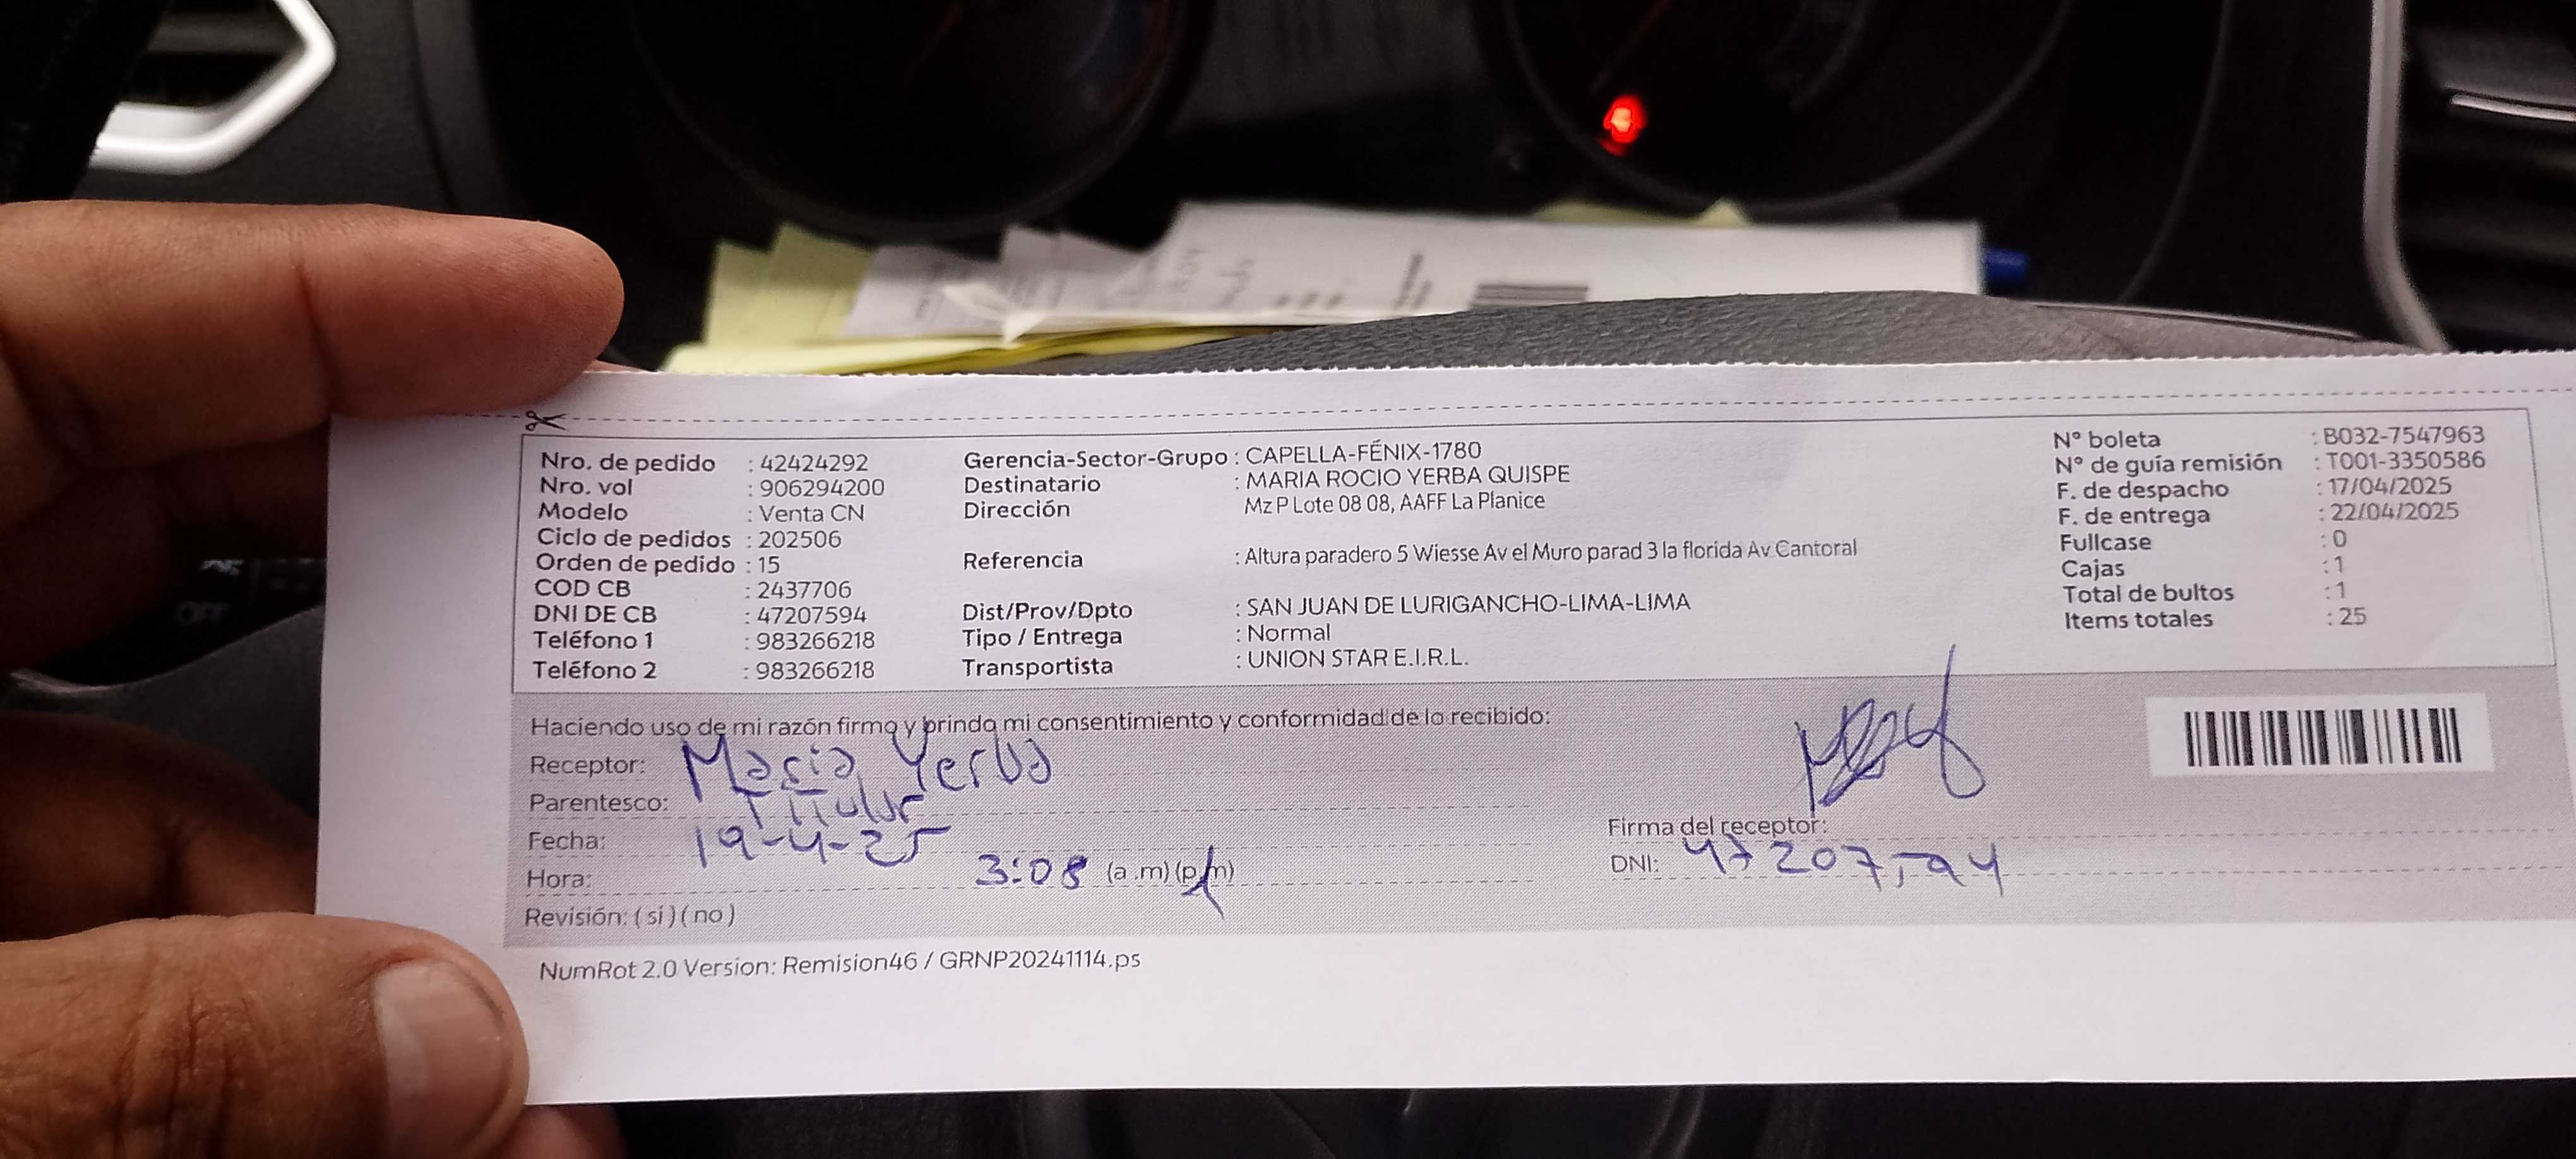 Nro. de pedido : 42424292
Nro. vol : 906294200
Modelo : Venta CN
Ciclo de pedidos : 202506
Orden de pedido : 15
COD CB : 2437706
DNI DE CB : 47207594
Teléfono 1 : 983266218
Teléfono 2 : 983266218
Gerencia-Sector-Grupo : CAPELLA-FÉNIX-1780
Destinatario : MARIA ROCIO YERBA QUISPE
Dirección Mz P Lote 08 08, AAFF La Planice
Referencia : Altura paradero 5 Wiesse Av el Muro parad 3 la florida Av Cantoral
Dist/Prov/Dpto : SAN JUAN DE LURIGANCHO-LIMA-LIMA
Tipo / Entrega : Normal
Transportista : UNION STAR E.I.R.L.
N° boleta : B032-7547963
N° de guía remisión : T001-3350586
F. de despacho : 17/04/2025
F. de entrega : 22/04/2025
Fullcase : 0
Cajas : 1
Total de bultos : 1
Items totales : 25
Haciendo uso de mi razón firmo y brindo mi consentimiento y conformidad de lo recibido:
Receptor: Maria Yerba
Parentesco: Titular
Fecha: 19-4-25
Hora: 3:08 (a.m) (p.m)
Revisión: ( si ) ( no )
Firma del receptor:
DNI: 47207594
NumRot 2.0 Version: Remision46 / GRNP20241114.ps